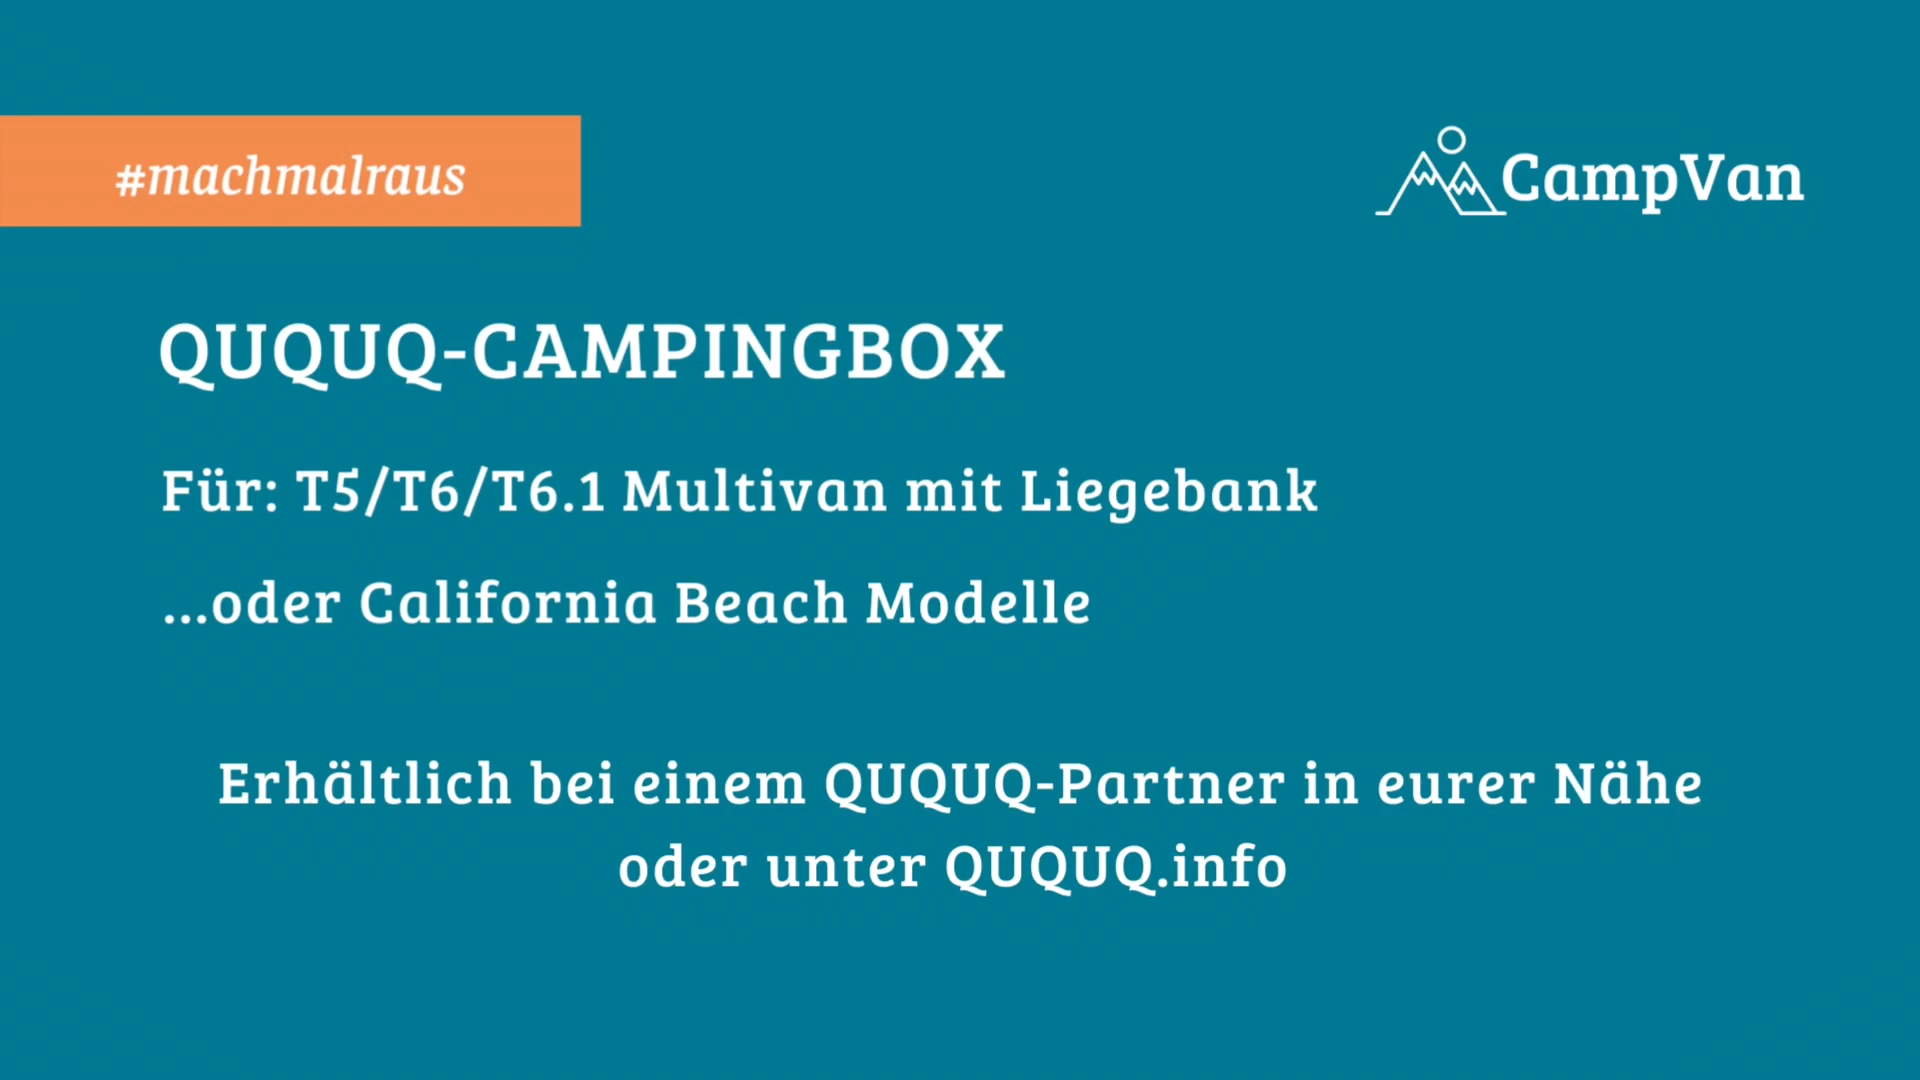 #machmalraus
CampVan
QUQUQ-CAMPINGBOX
Für: T5/T6/T6.1 Multivan mit Liegebank
...oder California Beach Modelle
Erhältlich bei einem QUQUQ-Partner in eurer Nähe
oder unter QUQUQ.info